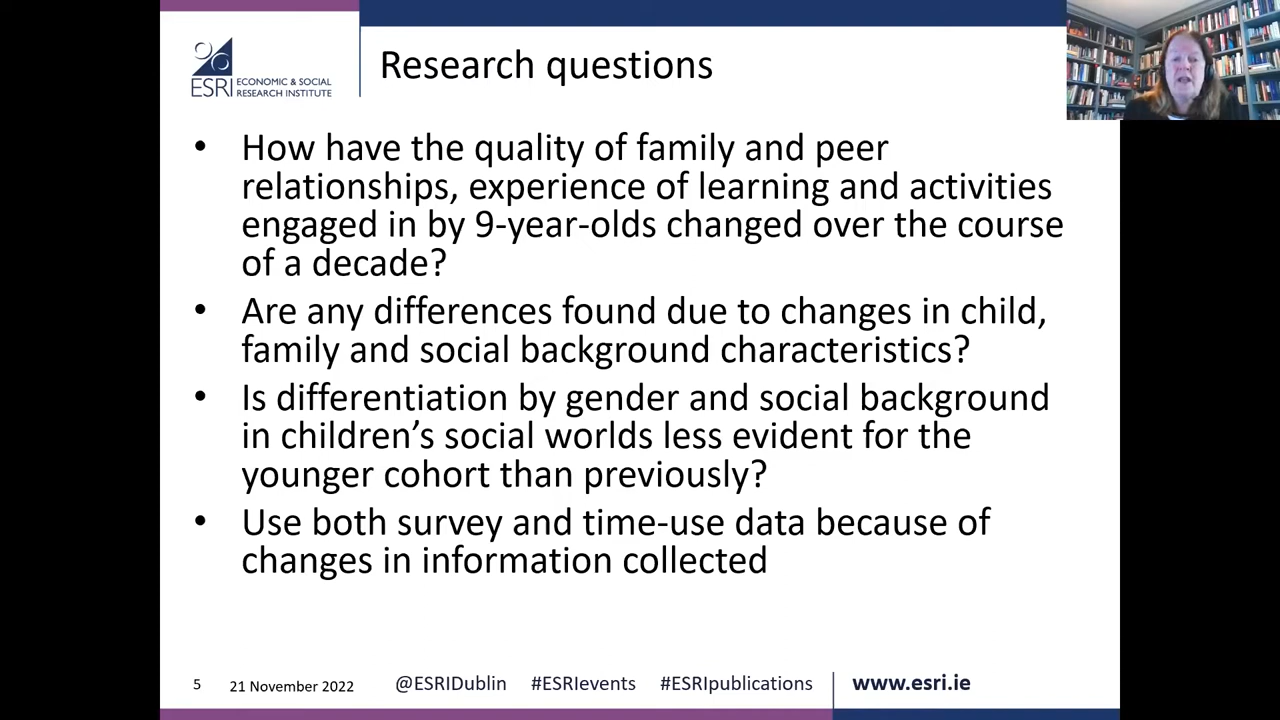 ESRI
ECONOMIC & SOCIAL
RESEARCH INSTITUTE
Research questions
• How have the quality of family and peer
relationships, experience of learning and activities
engaged in by 9-year-olds changed over the course
of a decade?
• Are any differences found due to changes in child,
family and social background characteristics?
• Is differentiation by gender and social background
in children’s social worlds less evident for the
younger cohort than previously?
• Use both survey and time-use data because of
changes in information collected
5 21 November 2022 @ESRIDublin #ESRIevents #ESRIpublications www.esri.ie